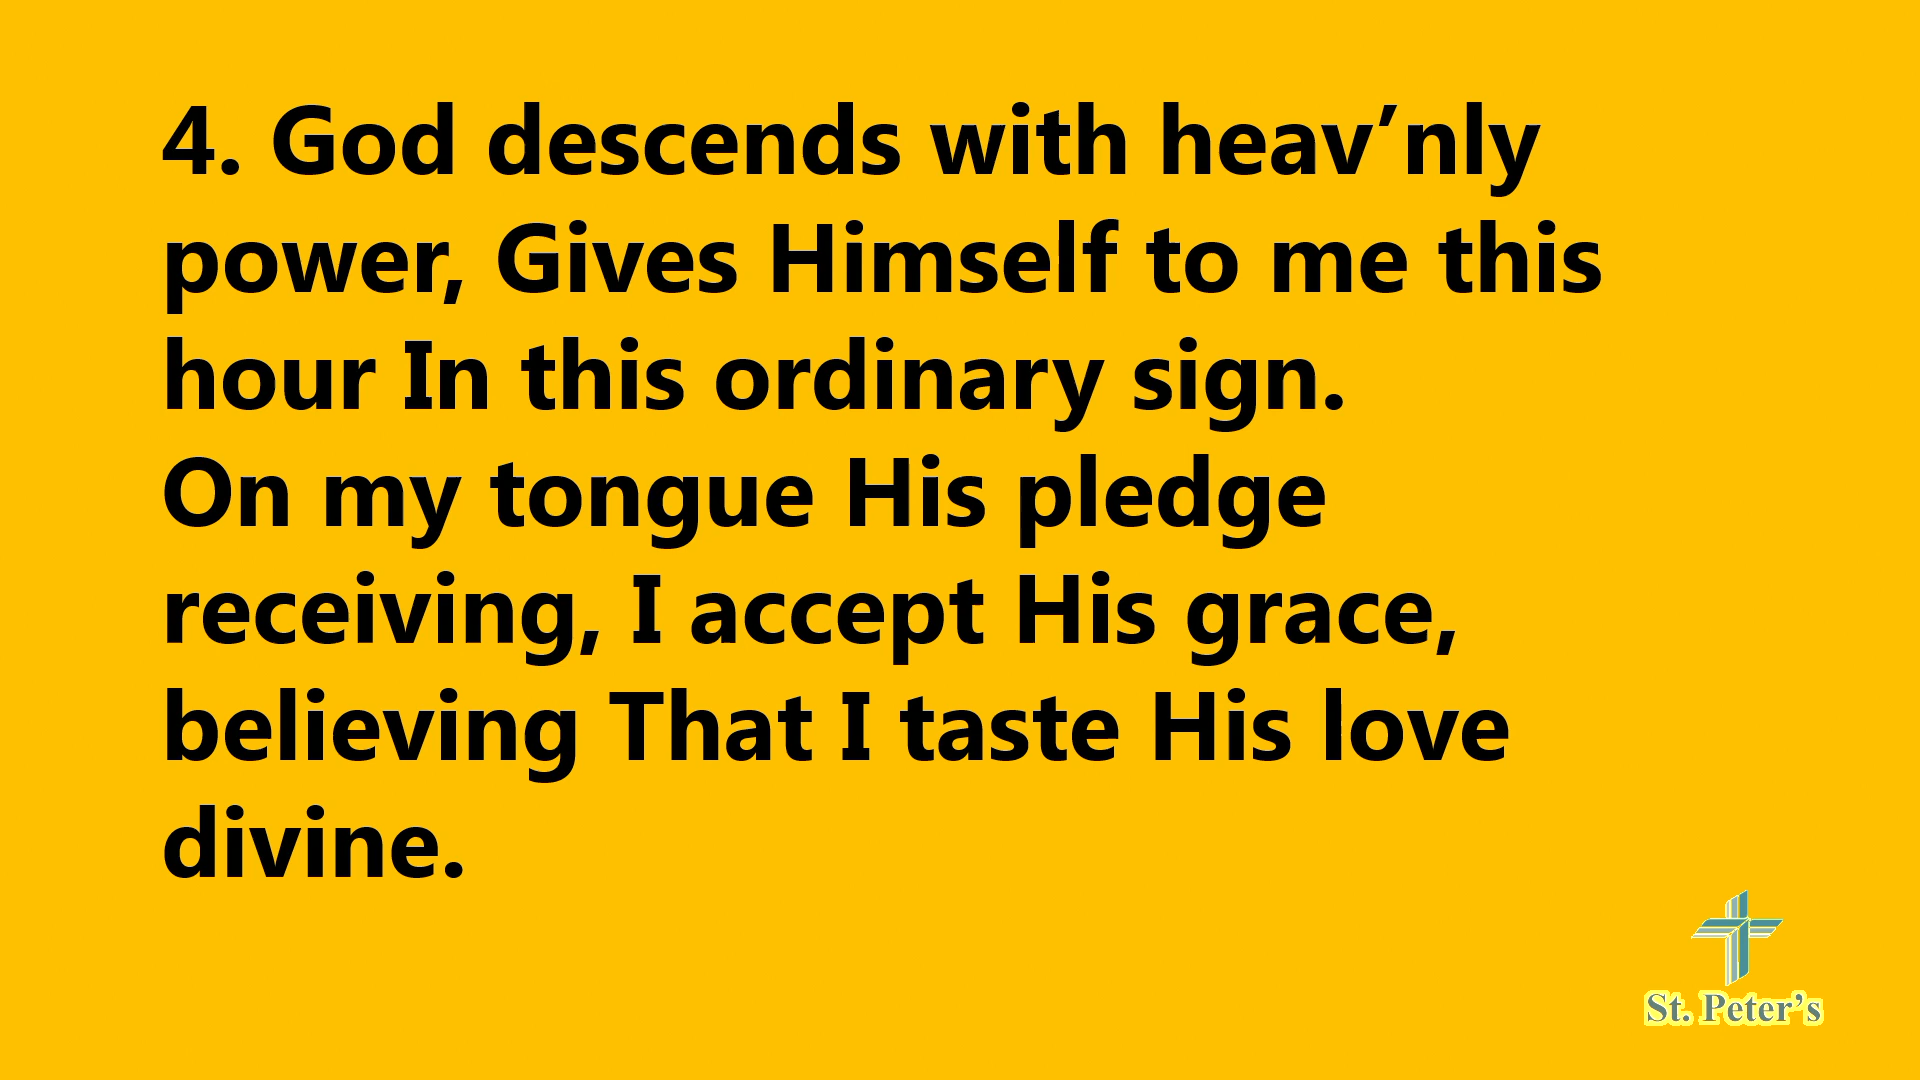 4. God descends with heav’nly
power, Gives Himself to me this
hour In this ordinary sign.
On my tongue His pledge
receiving, I accept His grace,
believing That I taste His love
divine.
St. Peter’s